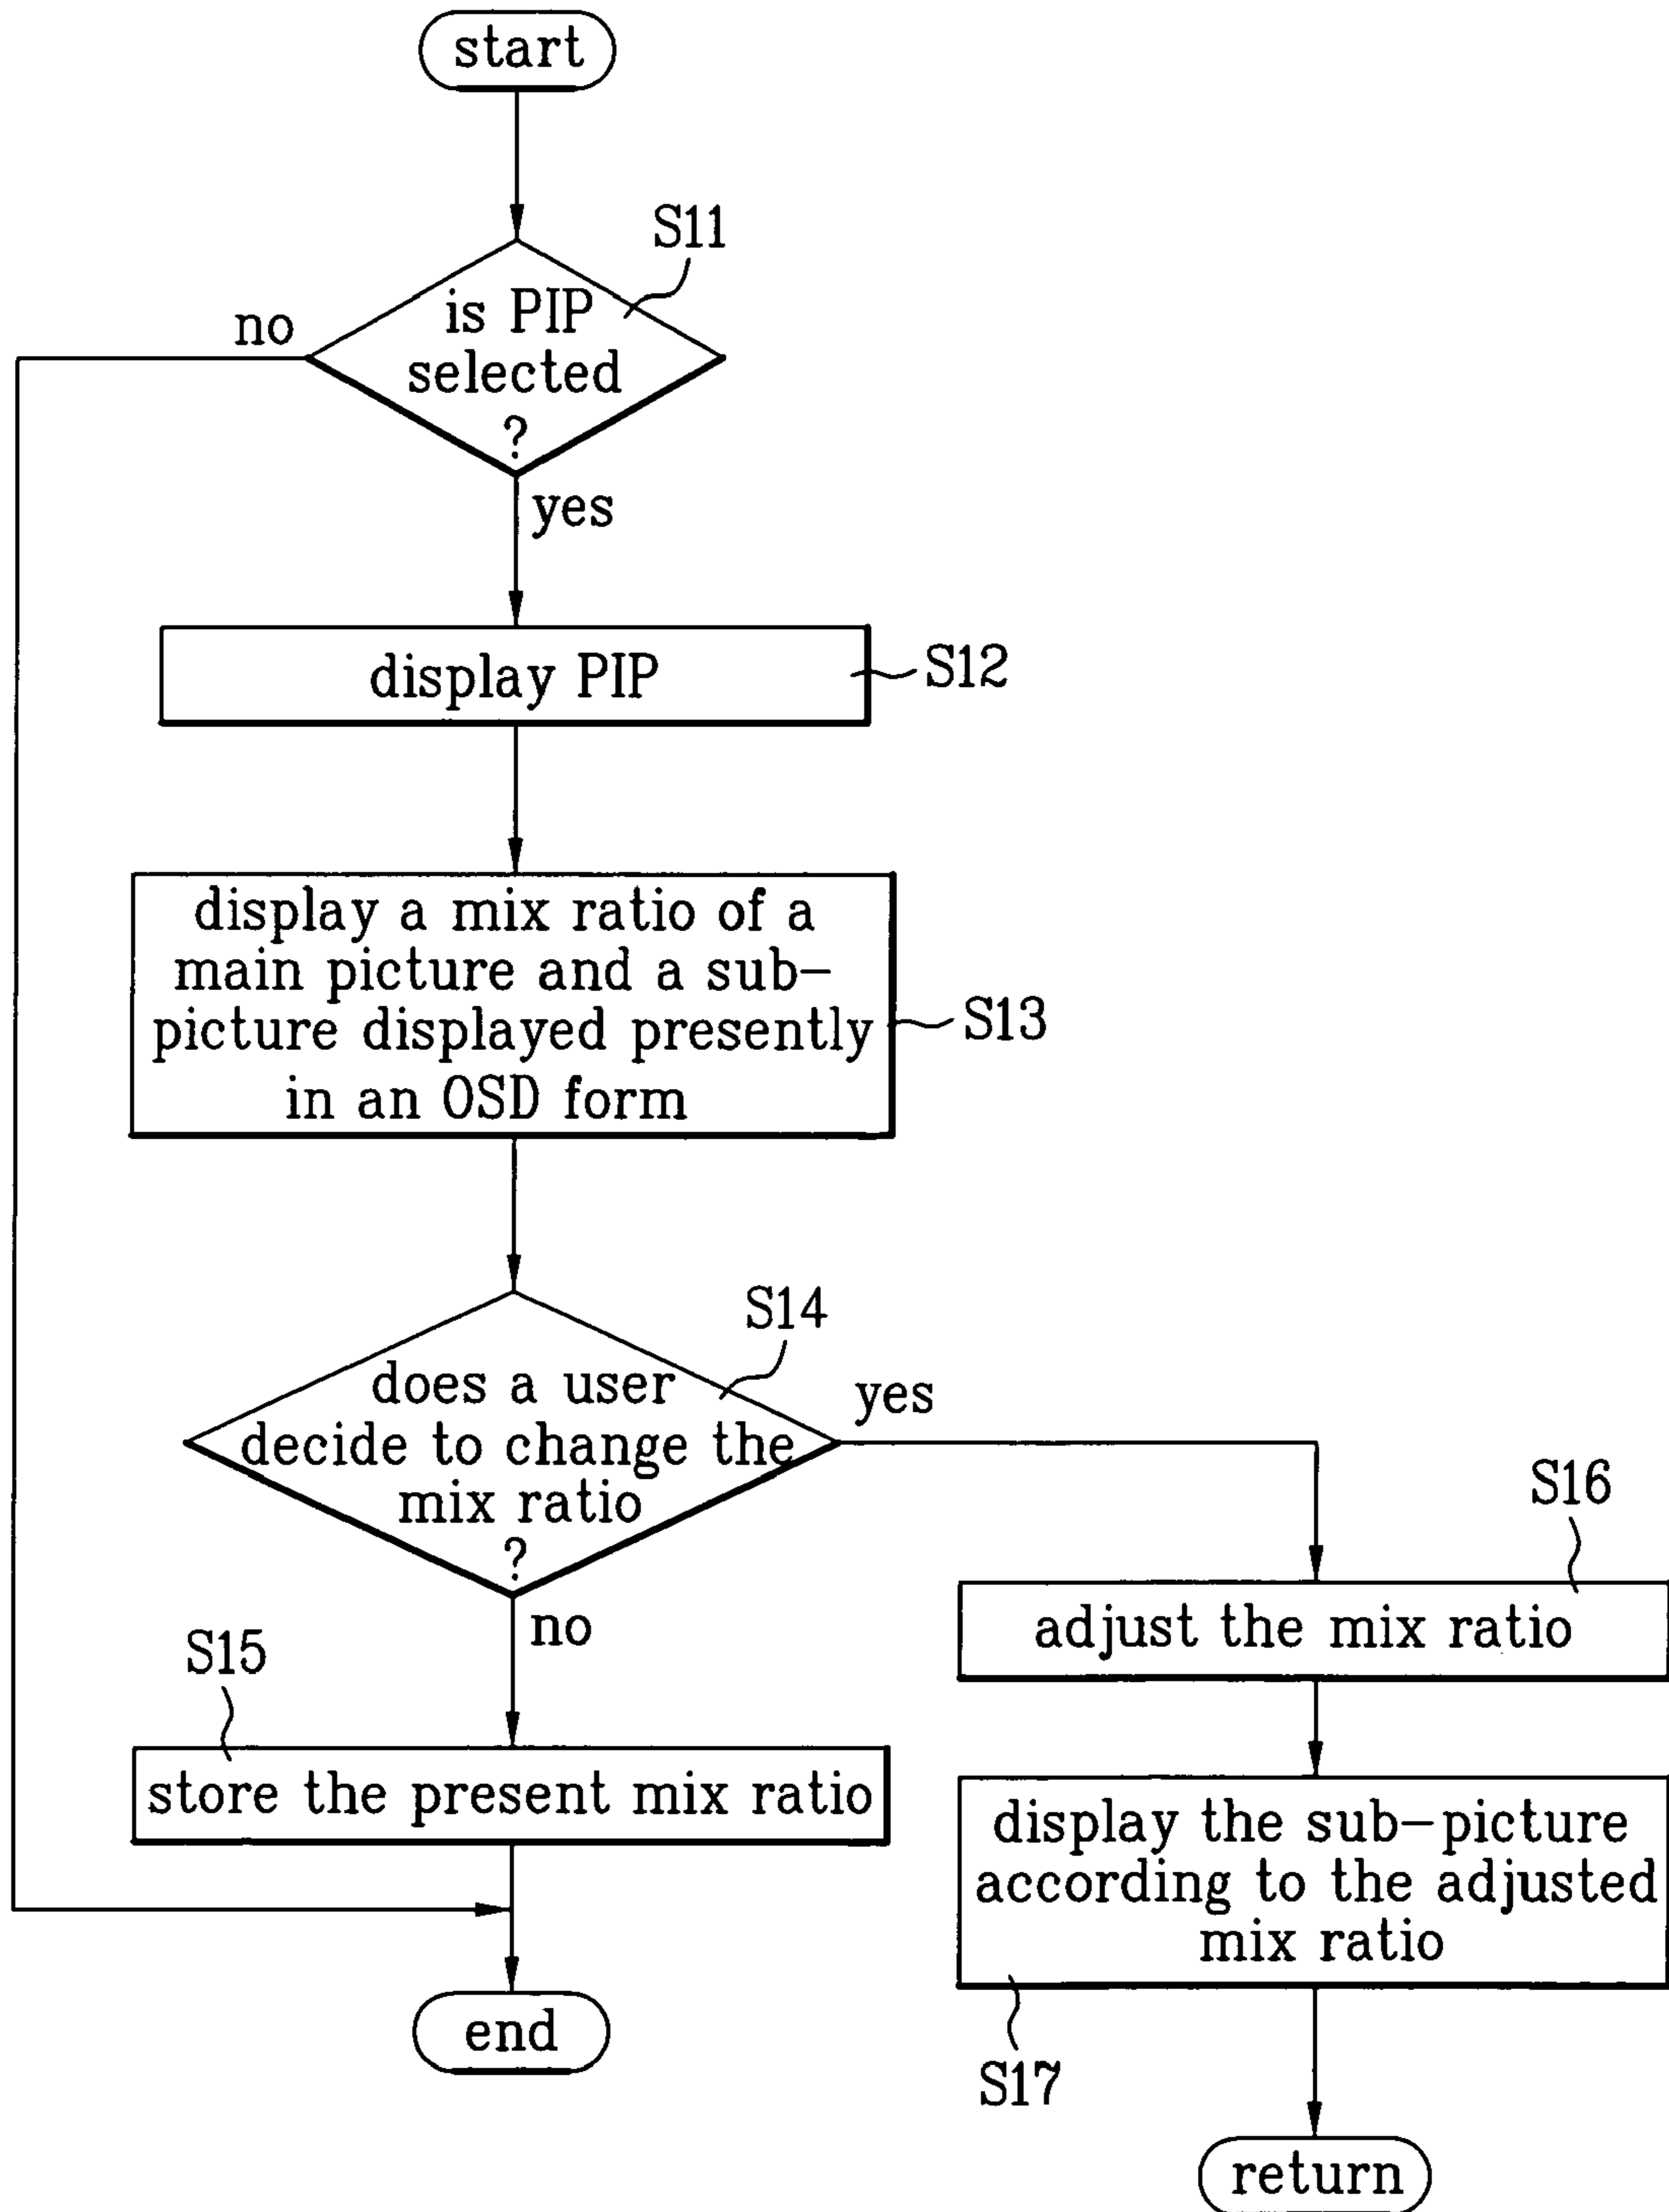 start
S11
is PIP
selected
?
no
yes
display PIP
S12
display a mix ratio of a
main picture and a sub-
picture displayed presently
in an OSD form
S13
S14
does a user
decide to change the
mix ratio
?
yes
no
S16
adjust the mix ratio
S15
store the present mix ratio
display the sub-picture
according to the adjusted
mix ratio
S17
end
return